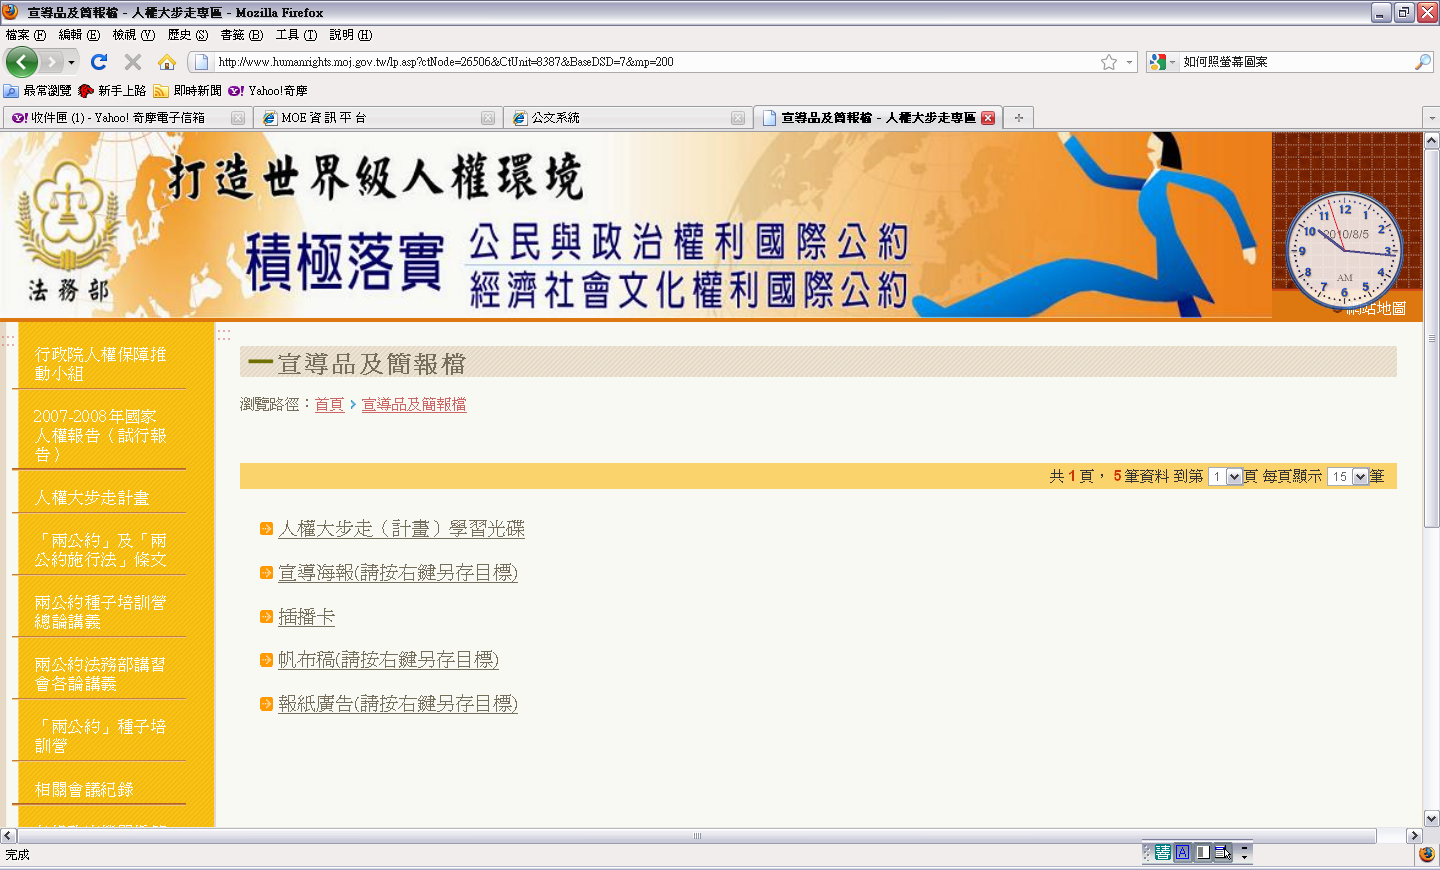 宣導品及簡報檔 - 人權大步走專區 - Mozilla Firefox
檔案 (F) 編輯 (E) 檢視 (V) 歷史 (S) 書籤 (B) 工具 (T) 說明 (H)
http://www.humanrights.moj.gov.tw/lp.asp?ctNode=26506&CtUnit=8387&BaseDSD=7&mp=200
如何照螢幕圖案
最常瀏覽 新手上路 即時新聞 Yahoo!奇摩
收件匣 (1) - Yahoo! 奇摩電子信箱
MOE 資 訊 平 台
公文系統
宣導品及簡報檔 - 人權大步走專區
打造世界級人權環境
積極落實
公民與政治權利國際公約
經濟社會文化權利國際公約
法務部
12
1
2
3
4
5
6
7
8
9
10
11
2010/8/5
AM
網站地圖
行政院人權保障推
動小組
2007-2008年國家
人權報告（試行報
告）
人權大步走計畫
「兩公約」及「兩
公約施行法」條文
兩公約種子培訓營
總論講義
兩公約法務部講習
會各論講義
「兩公約」種子培
訓營
相關會議紀錄
宣導品及簡報檔
瀏覽路徑：首頁 > 宣導品及簡報檔
共 1 頁， 5 筆資料 到第 1 頁 每頁顯示 15 筆
人權大步走（計畫）學習光碟
宣導海報(請按右鍵另存目標)
插播卡
帆布稿(請按右鍵另存目標)
報紙廣告(請按右鍵另存目標)
完成